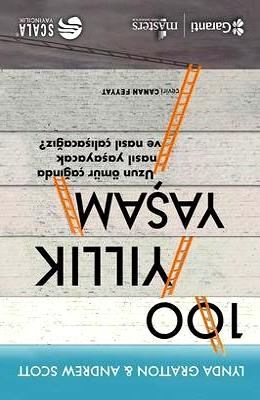 LYNDA GRATTON & ANDREW SCOTT
100
YILLIK
YAŞAM
Uzun ömür çağında
nasıl yaşayacak
ve nasıl çalışacağız?
çeviri CANAN FEYYAT
Garanti
masters
SCALA
YAYINCILIK